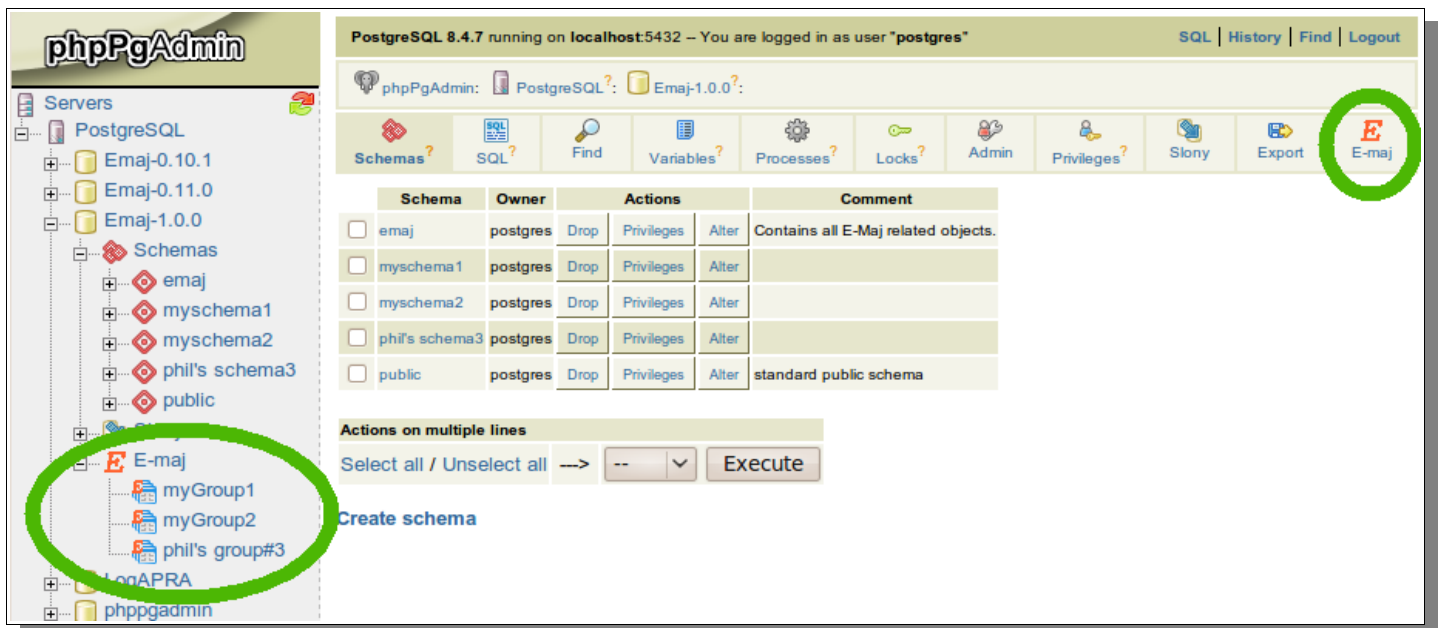 phpPgAdmin
Servers
PostgreSQL
Emaj-0.10.1
Emaj-0.11.0
Emaj-1.0.0
Schemas
emaj
myschema1
myschema2
phil's schema3
public
E E-maj
myGroup1
myGroup2
phil's group#3
LogAPRA
phppgadmin
PostgreSQL 8.4.7 running on localhost:5432 -- You are logged in as user "postgres"
SQL | History | Find | Logout
phpPgAdmin: PostgreSQL?: Emaj-1.0.0?:
SQL E
Schemas? SQL? Find Variables? Processes? Locks? Admin Privileges? Slony Export E-maj
Schema Owner Actions Comment
emaj postgres Drop Privileges Alter Contains all E-Maj related objects.
myschema1 postgres Drop Privileges Alter
myschema2 postgres Drop Privileges Alter
phil's schema3 postgres Drop Privileges Alter
public postgres Drop Privileges Alter standard public schema
Actions on multiple lines
Select all / Unselect all ---> -- Execute
Create schema